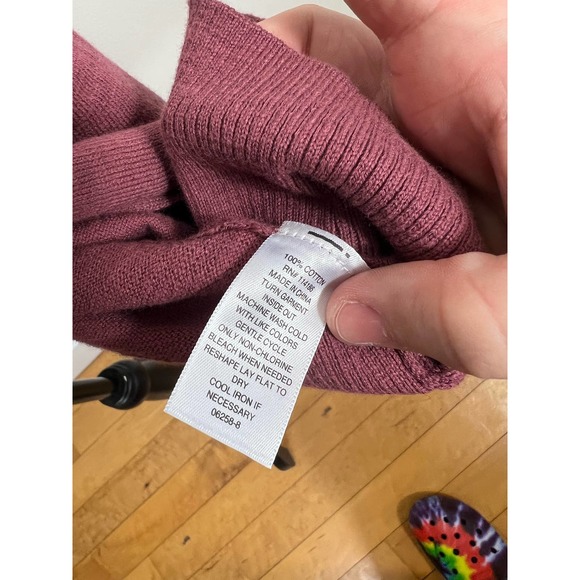 100% COTTON
RN# 114198
MADE IN CHINA
TURN GARMENT
INSIDE OUT
MACHINE WASH COLD
WITH LIKE COLORS
GENTLE CYCLE
ONLY NON-CHLORINE
BLEACH WHEN NEEDED
RESHAPE LAY FLAT TO
DRY
COOL IRON IF
NECESSARY
06258-8